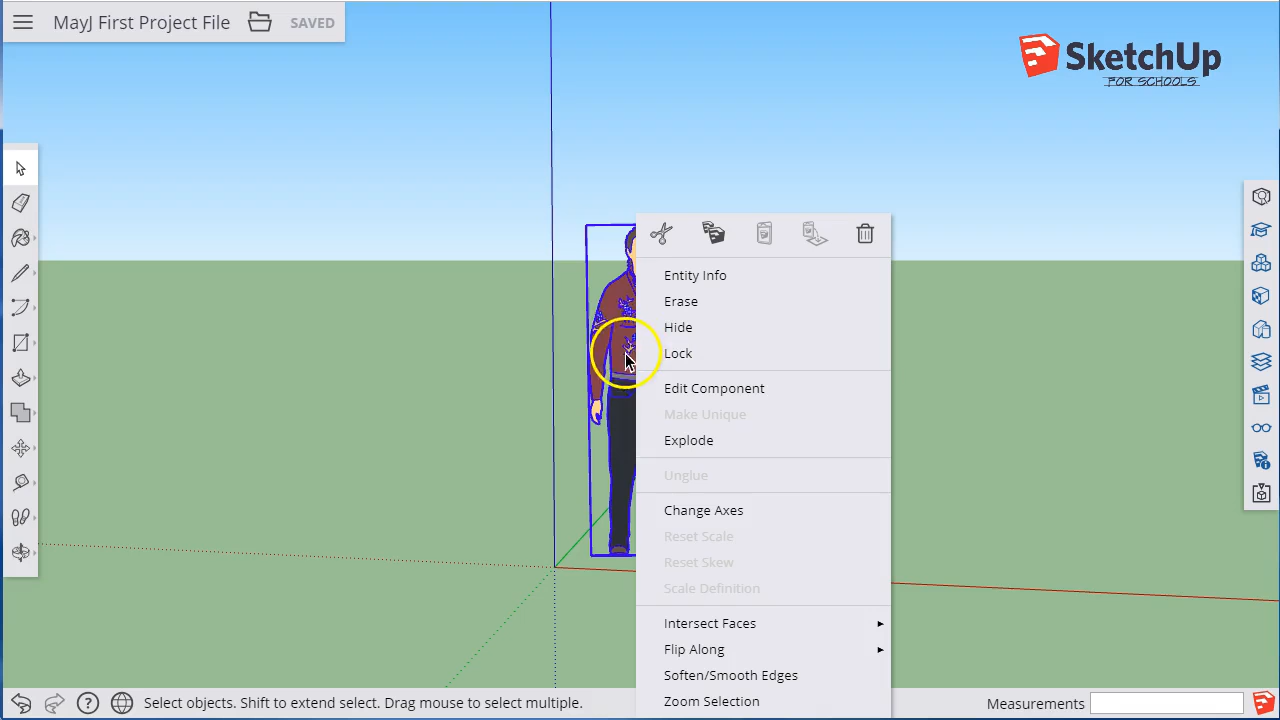 MayJ First Project File
SAVED
SketchUp
FOR SCHOOLS
Entity Info
Erase
Hide
Lock
Edit Component
Make Unique
Explode
Unglue
Change Axes
Reset Scale
Reset Skew
Scale Definition
Intersect Faces
Flip Along
Soften/Smooth Edges
Zoom Selection
Select objects. Shift to extend select. Drag mouse to select multiple.
Measurements